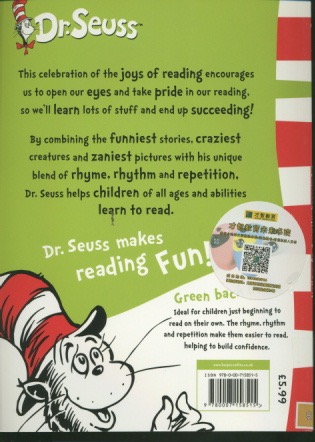 Dr. Seuss™
This celebration of the joys of reading encourages
us to open our eyes and take pride in our reading,
so we'll learn lots of stuff and end up succeeding!
By combining the funniest stories, craziest
creatures and zaniest pictures with his unique
blend of rhyme, rhythm and repetition,
Dr. Seuss helps children of all ages and abilities
learn to read.
Dr. Seuss makes
reading Fun!
Green bac
Ideal for children just beginning to
read on their own. The rhyme, rhythm
and repetition make them easier to read,
helping to build confidence.
£5.99